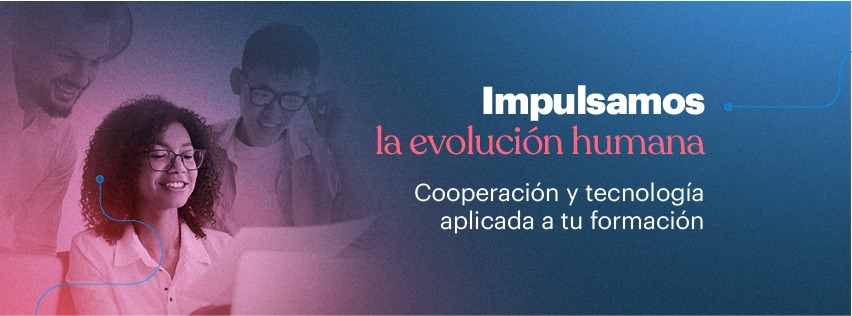 Impulsamos
la evolución humana
Cooperación y tecnología
aplicada a tu formación